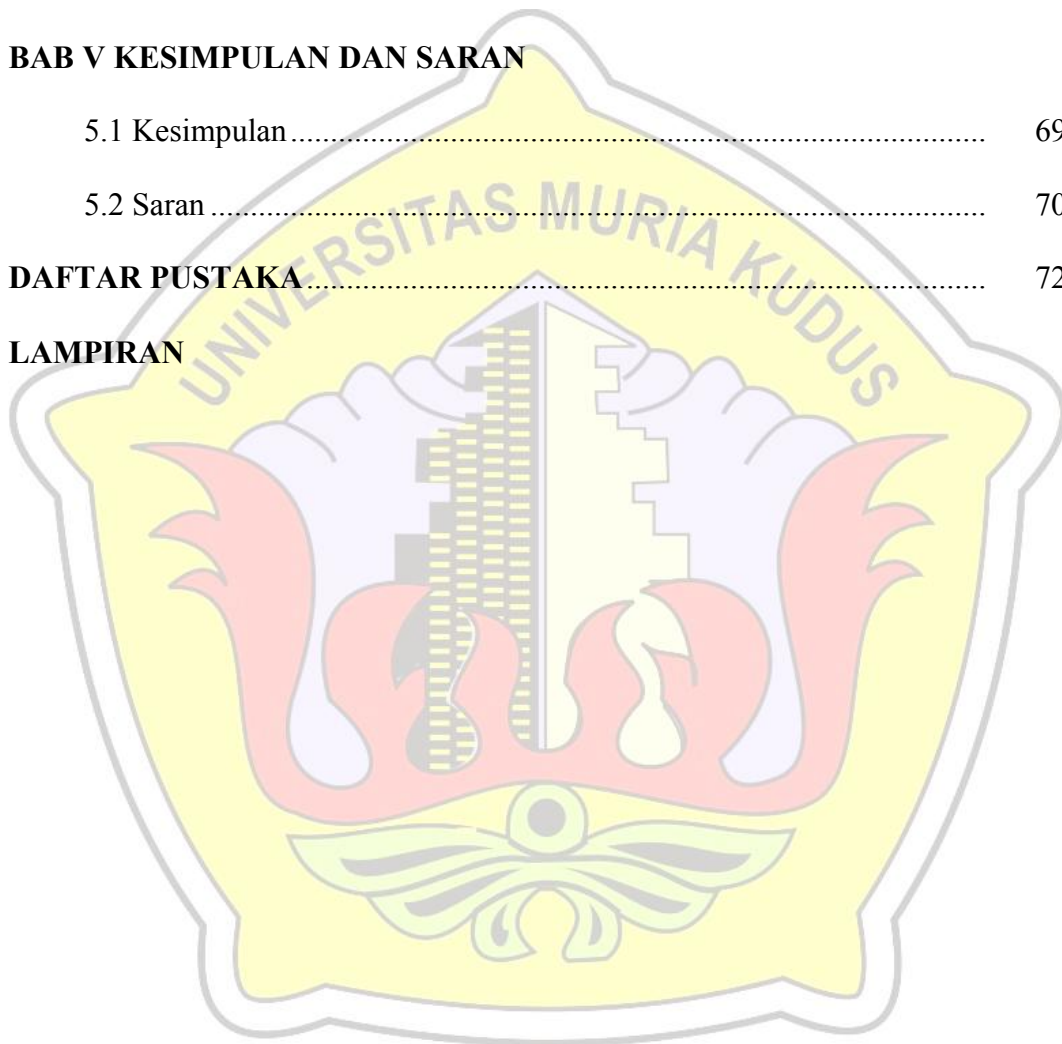 BAB V KESIMPULAN DAN SARAN
5.1 Kesimpulan........................................................................................ 69
5.2 Saran .................................................................................................. 70
DAFTAR PUSTAKA...................................................................................... 72
LAMPIRAN
UNIVERSITAS MURIA KUDUS